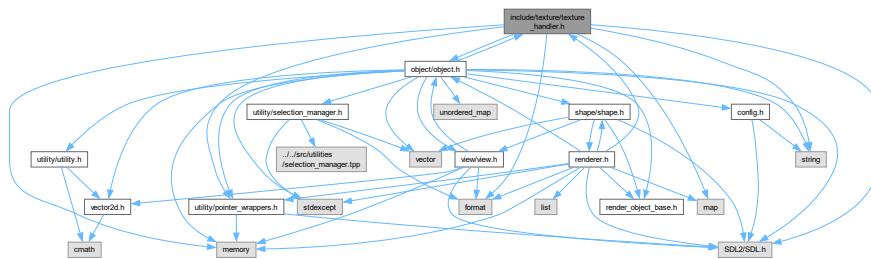 include/texture/texture
_handler.h
object/object.h
utility/selection_manager.h
unordered_map
shape/shape.h
config.h
utility/utility.h
../../src/utilities
/selection_manager.tpp
vector
view/view.h
renderer.h
string
vector2d.h
utility/pointer_wrappers.h
stdexcept
format
list
render_object_base.h
map
cmath
memory
SDL2/SDL.h